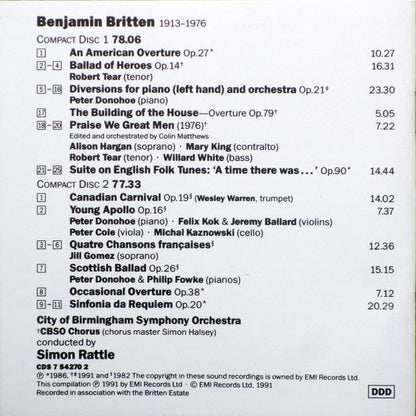 Benjamin Britten 1913-1976
COMPACT DISC 1 78.06
1 An American Overture Op.27* 10.27
2–4 Ballad of Heroes Op.14† 16.31
Robert Tear (tenor)
5–16 Diversions for piano (left hand) and orchestra Op.21‡ 23.30
Peter Donohoe (piano)
17 The Building of the House—Overture Op.79† 5.05
18–20 Praise We Great Men (1976)† 7.22
Edited and orchestrated by Colin Matthews
Alison Hargan (soprano) · Mary King (contralto)
Robert Tear (tenor) · Willard White (bass)
21–25 Suite on English Folk Tunes: ‘A time there was...’ Op.90* 14.44
COMPACT DISC 2 77.33
1 Canadian Carnival Op.19§ (Wesley Warren, trumpet) 14.02
2 Young Apollo Op.16§ 7.37
Peter Donohoe (piano) · Felix Kok & Jeremy Ballard (violins)
Peter Cole (viola) · Michal Kaznowski (cello)
3–6 Quatre Chansons françaises§ 12.36
Jill Gomez (soprano)
7 Scottish Ballad Op.26§ 15.15
Peter Donohoe & Philip Fowke (pianos)
8 Occasional Overture Op.38* 7.12
9–11 Sinfonia da Requiem Op.20* 20.29
City of Birmingham Symphony Orchestra
†CBSO Chorus (chorus master Simon Halsey)
conducted by
Simon Rattle
CDS 7 54270 2
℗ *1986, †‡1991 and §1982 The copyright in these sound recordings is owned by EMI Records Ltd.
This compilation ℗ 1991 by EMI Records Ltd · © EMI Records Ltd, 1991
Recorded in association with the Britten Estate DDD